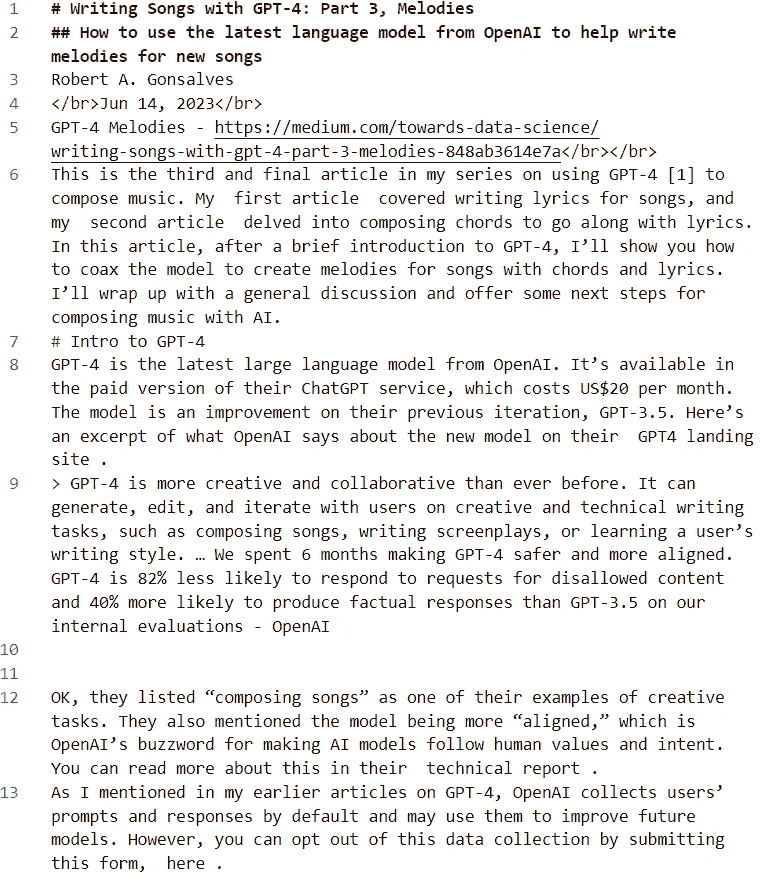 1 # Writing Songs with GPT-4: Part 3, Melodies
2 ## How to use the latest language model from OpenAI to help write
melodies for new songs
3 Robert A. Gonsalves
4 </br>Jun 14, 2023</br>
5 GPT-4 Melodies - https://medium.com/towards-data-science/
writing-songs-with-gpt-4-part-3-melodies-848ab3614e7a</br></br>
6 This is the third and final article in my series on using GPT-4 [1] to
compose music. My  first article  covered writing lyrics for songs, and
my  second article  delved into composing chords to go along with lyrics.
In this article, after a brief introduction to GPT-4, I’ll show you how
to coax the model to create melodies for songs with chords and lyrics.
I’ll wrap up with a general discussion and offer some next steps for
composing music with AI.
7 # Intro to GPT-4
8 GPT-4 is the latest large language model from OpenAI. It’s available in
the paid version of their ChatGPT service, which costs US$20 per month.
The model is an improvement on their previous iteration, GPT-3.5. Here’s
an excerpt of what OpenAI says about the new model on their  GPT4 landing
site .
9 > GPT-4 is more creative and collaborative than ever before. It can
generate, edit, and iterate with users on creative and technical writing
tasks, such as composing songs, writing screenplays, or learning a user’s
writing style. … We spent 6 months making GPT-4 safer and more aligned.
GPT-4 is 82% less likely to respond to requests for disallowed content
and 40% more likely to produce factual responses than GPT-3.5 on our
internal evaluations - OpenAI
10
11
12 OK, they listed “composing songs” as one of their examples of creative
tasks. They also mentioned the model being more “aligned,” which is
OpenAI’s buzzword for making AI models follow human values and intent.
You can read more about this in their  technical report .
13 As I mentioned in my earlier articles on GPT-4, OpenAI collects users’
prompts and responses by default and may use them to improve future
models. However, you can opt out of this data collection by submitting
this form,  here .